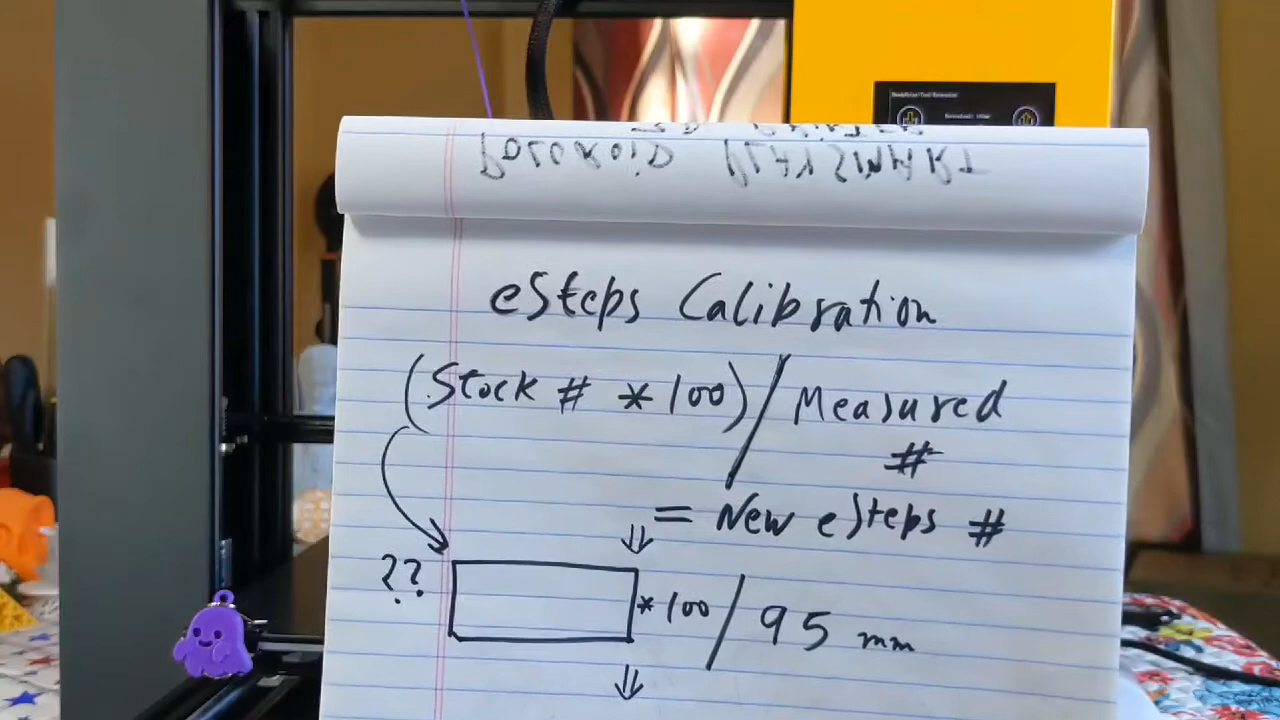 eSteps Calibration
(Stock # * 100) / Measured
#
= New eSteps #
?? * 100 / 95 mm